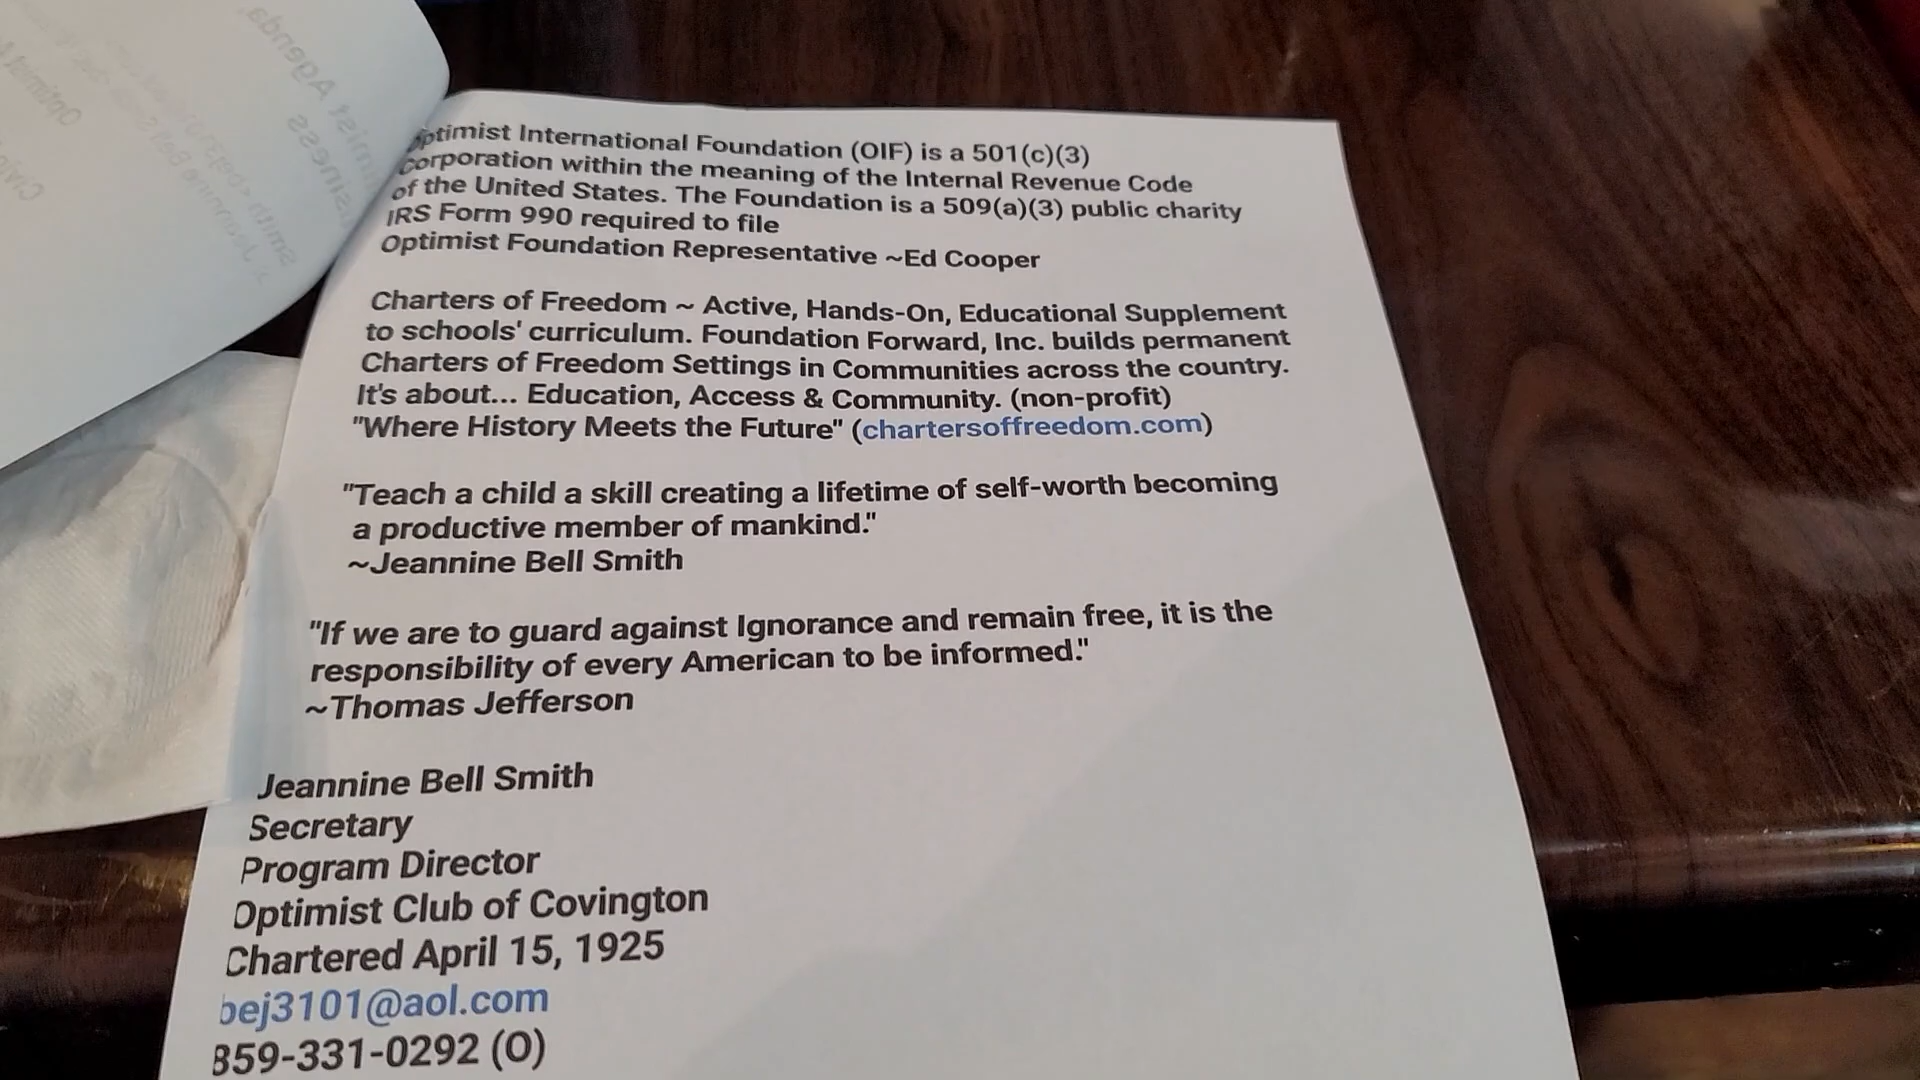 Optimist International Foundation (OIF) is a 501(c)(3)
corporation within the meaning of the Internal Revenue Code
of the United States. The Foundation is a 509(a)(3) public charity
IRS Form 990 required to file
Optimist Foundation Representative ~Ed Cooper
Charters of Freedom ~ Active, Hands-On, Educational Supplement
to schools' curriculum. Foundation Forward, Inc. builds permanent
Charters of Freedom Settings in Communities across the country.
It's about... Education, Access & Community. (non-profit)
"Where History Meets the Future" (chartersoffreedom.com)
"Teach a child a skill creating a lifetime of self-worth becoming
a productive member of mankind."
~Jeannine Bell Smith
"If we are to guard against Ignorance and remain free, it is the
responsibility of every American to be informed."
~Thomas Jefferson
Jeannine Bell Smith
Secretary
Program Director
Optimist Club of Covington
Chartered April 15, 1925
bej3101@aol.com
859-331-0292 (O)